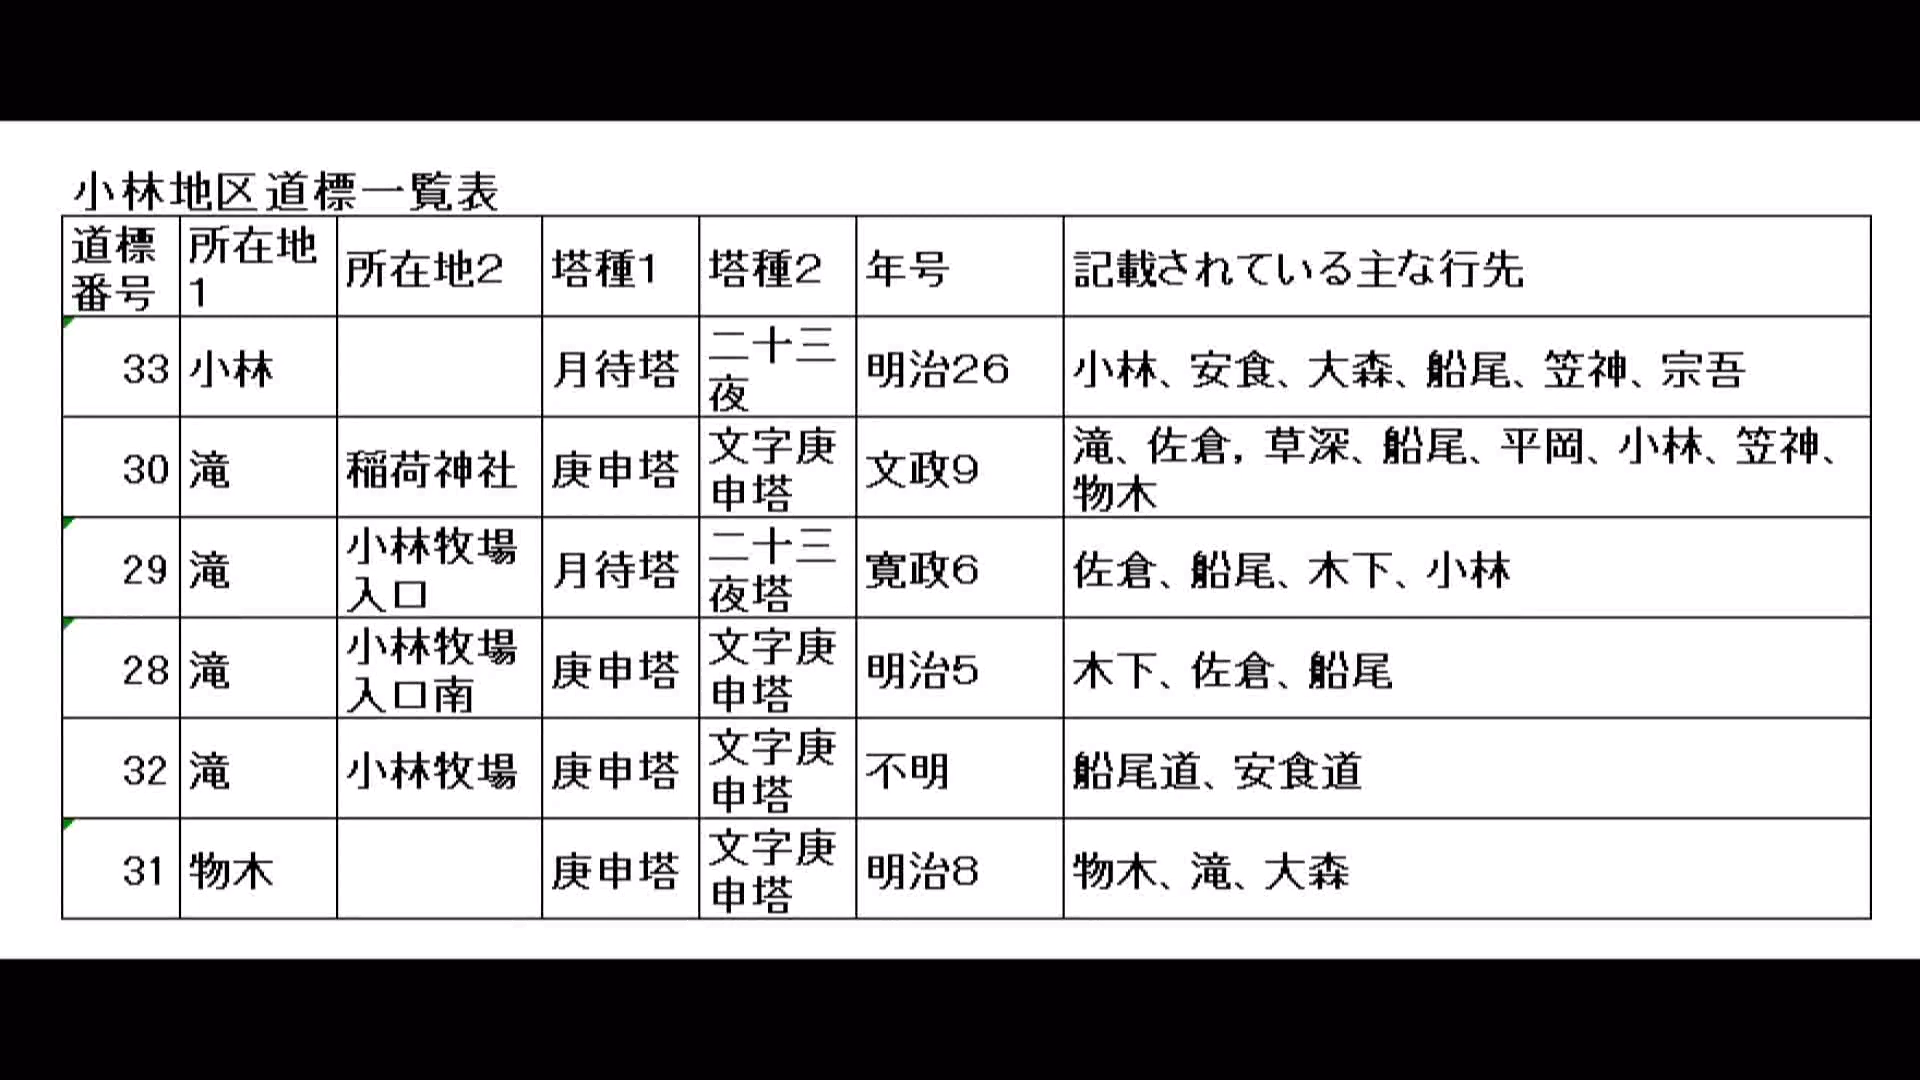 小林地区道標一覧表
道標番号 所在地1 所在地2 塔種1 塔種2 年号 記載されている主な行先
33 小林 月待塔 二十三夜 明治26 小林、安食、大森、船尾、笠神、宗吾
30 滝 稲荷神社 庚申塔 文字庚申塔 文政9 滝、佐倉,草深、船尾、平岡、小林、笠神、物木
29 滝 小林牧場入口 月待塔 二十三夜塔 寛政6 佐倉、船尾、木下、小林
28 滝 小林牧場入口南 庚申塔 文字庚申塔 明治5 木下、佐倉、船尾
32 滝 小林牧場 庚申塔 文字庚申塔 不明 船尾道、安食道
31 物木 庚申塔 文字庚申塔 明治8 物木、滝、大森